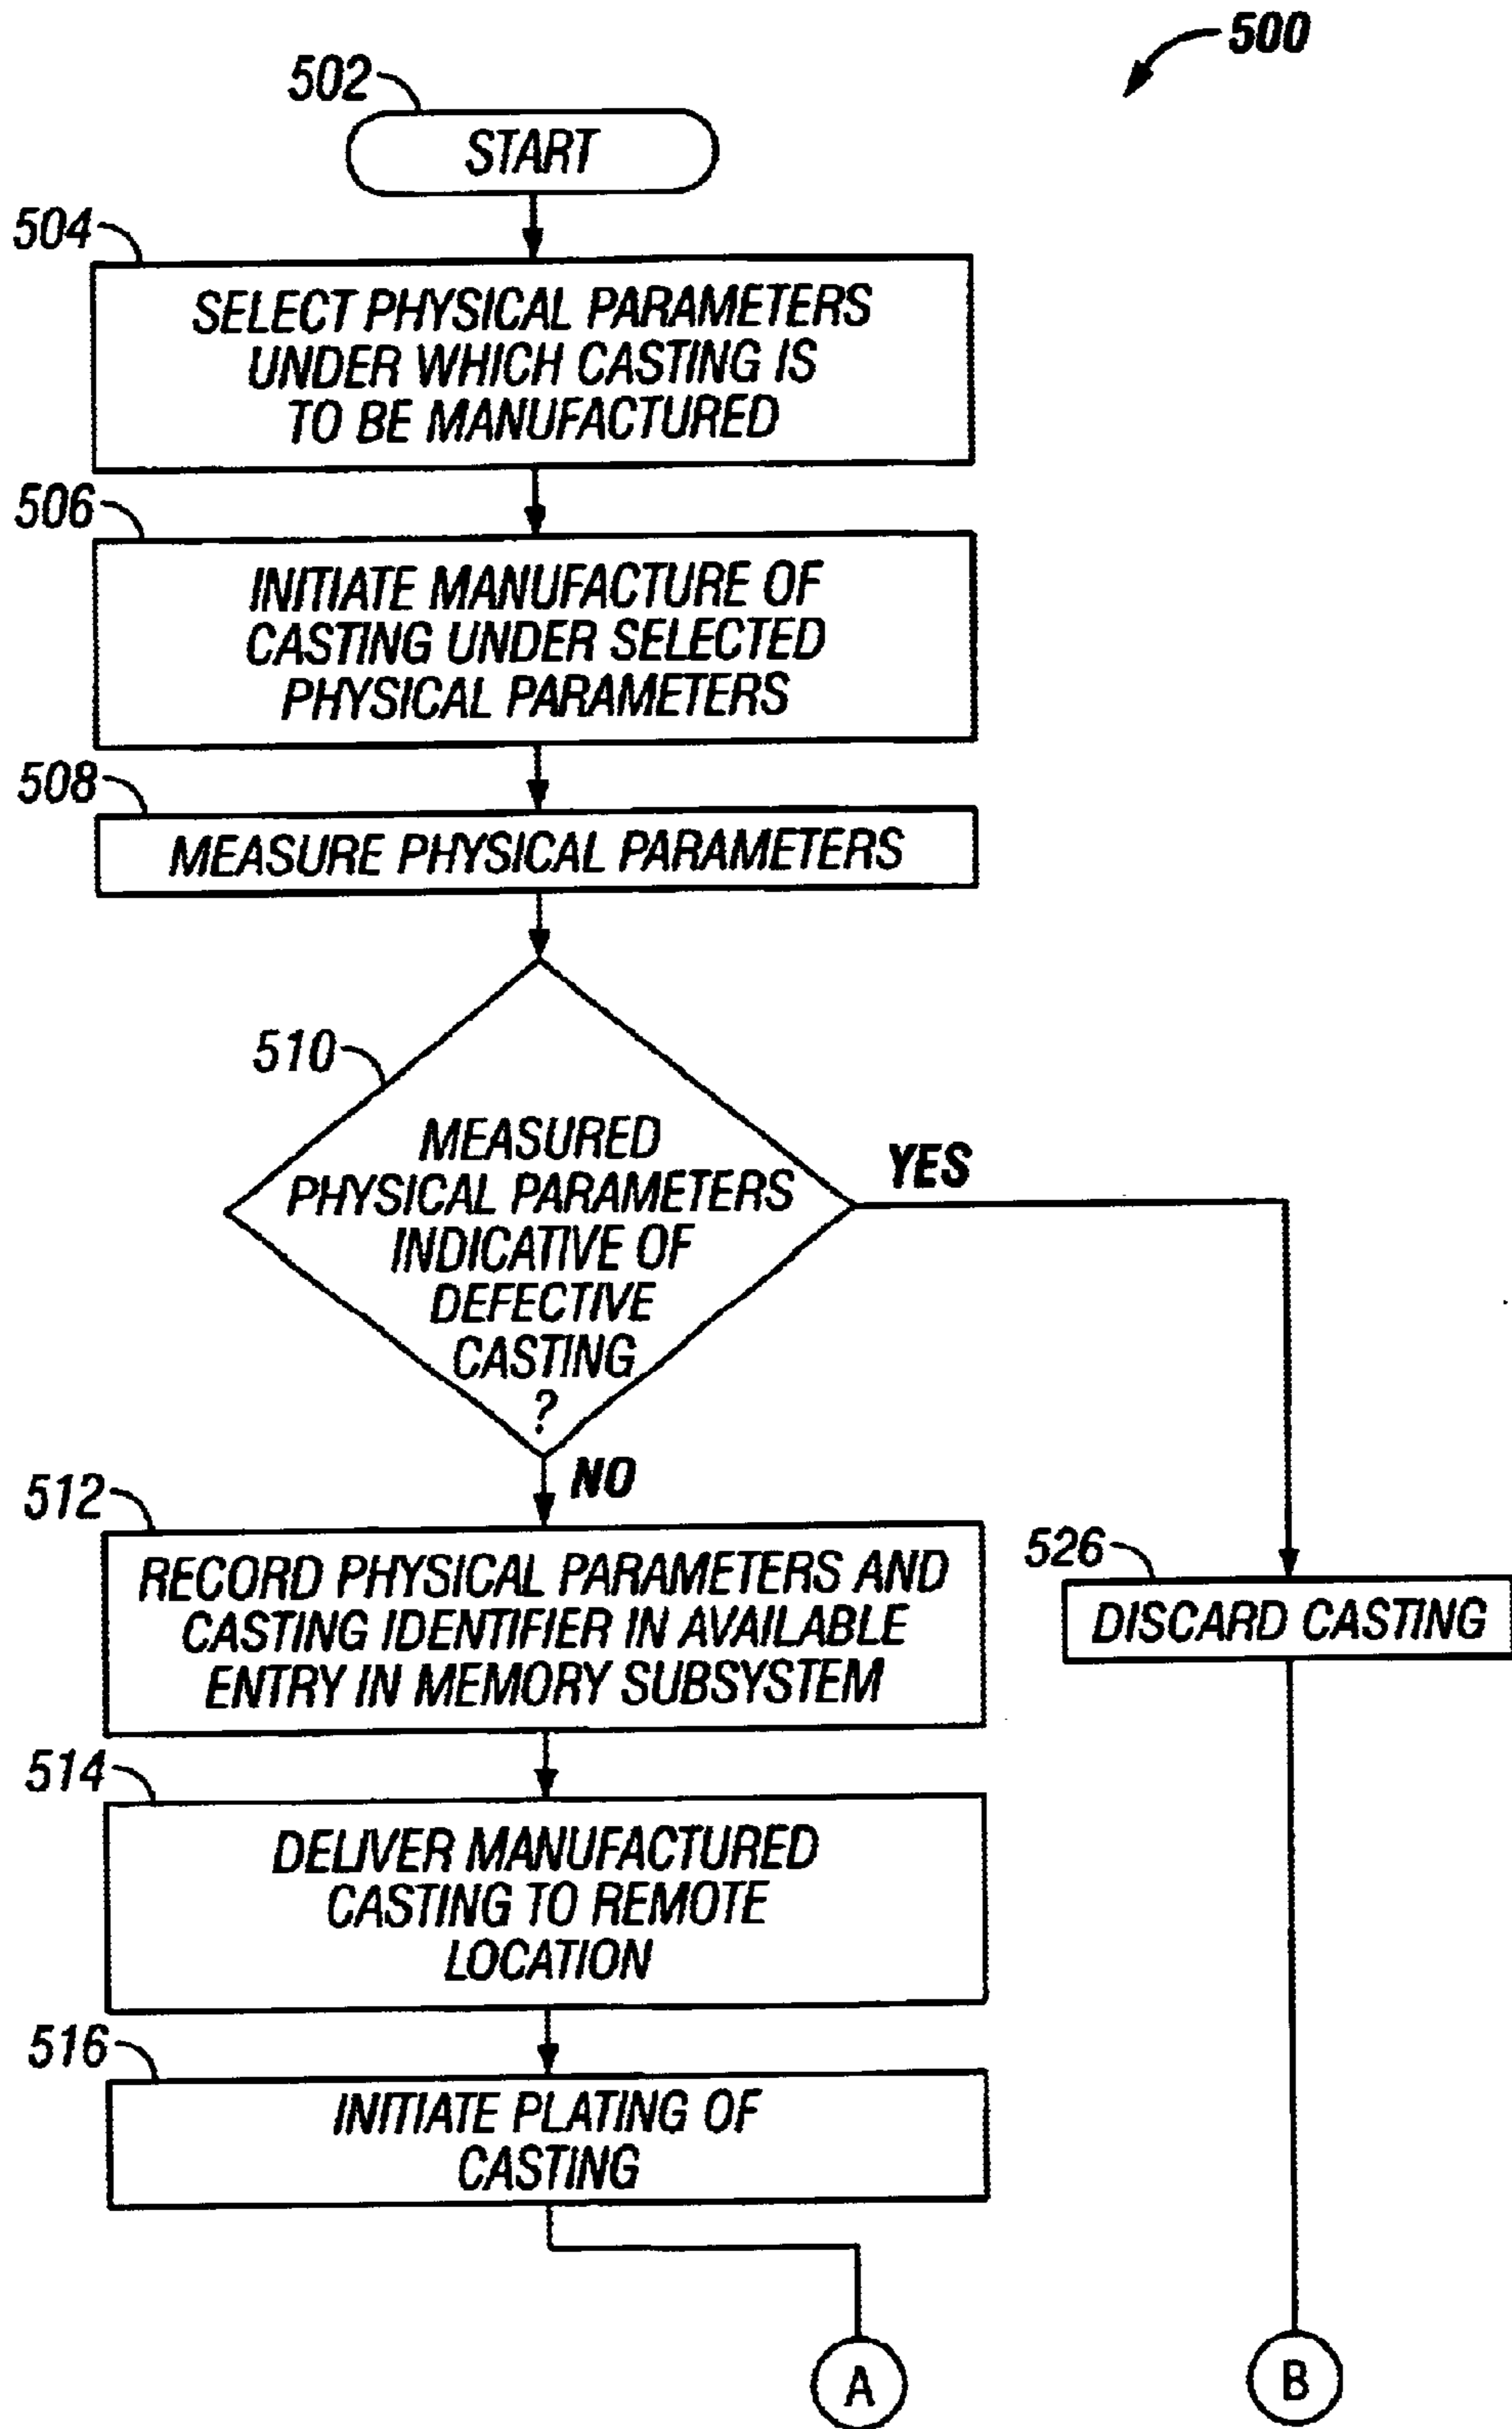 500
502
START
504
SELECT PHYSICAL PARAMETERS
UNDER WHICH CASTING IS
TO BE MANUFACTURED
506
INITIATE MANUFACTURE OF
CASTING UNDER SELECTED
PHYSICAL PARAMETERS
508
MEASURE PHYSICAL PARAMETERS
510
MEASURED
PHYSICAL PARAMETERS
INDICATIVE OF
DEFECTIVE
CASTING
?
YES
NO
512
RECORD PHYSICAL PARAMETERS AND
CASTING IDENTIFIER IN AVAILABLE
ENTRY IN MEMORY SUBSYSTEM
526
DISCARD CASTING
514
DELIVER MANUFACTURED
CASTING TO REMOTE
LOCATION
516
INITIATE PLATING OF
CASTING
A
B